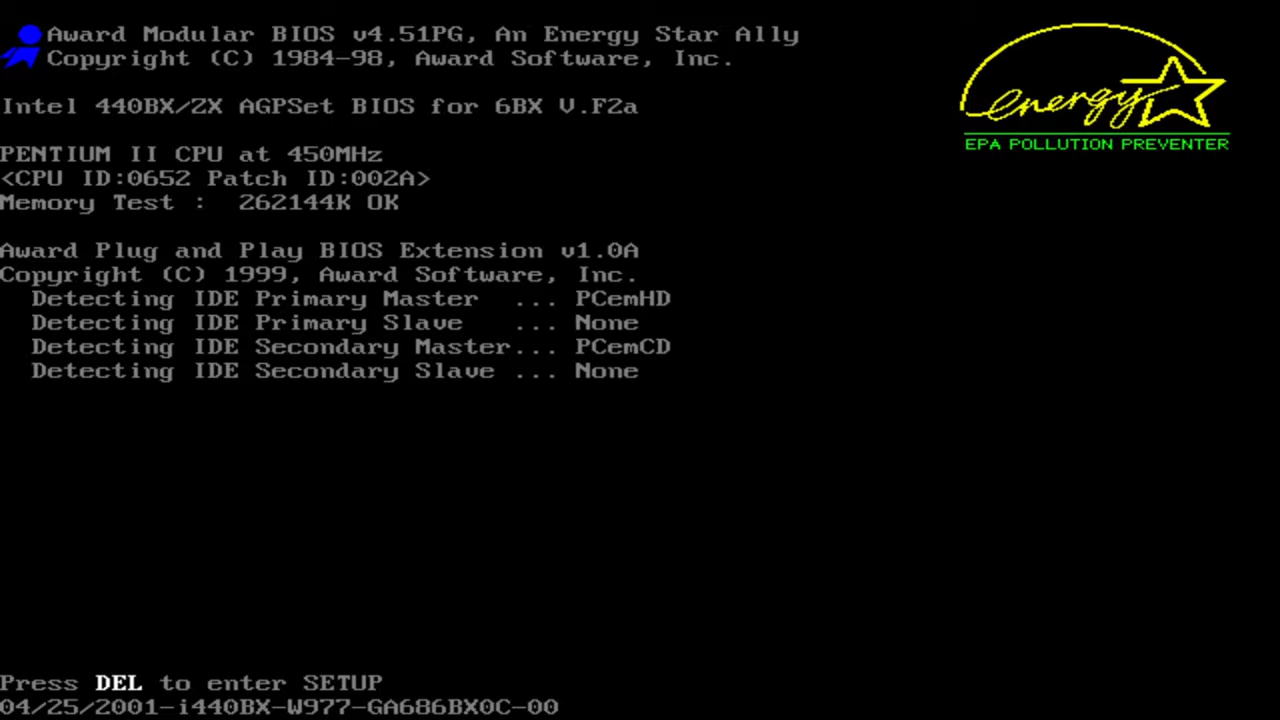 Award Modular BIOS v4.51PG, An Energy Star Ally
Copyright (C) 1984-98, Award Software, Inc.
energy
EPA POLLUTION PREVENTER
Intel 440BX/ZX AGPSet BIOS for 6BX V.F2a
PENTIUM II CPU at 450MHz
<CPU ID:0652 Patch ID:002A>
Memory Test :  262144K OK
Award Plug and Play BIOS Extension v1.0A
Copyright (C) 1999, Award Software, Inc.
Detecting IDE Primary Master   ... PCemHD
Detecting IDE Primary Slave    ... None
Detecting IDE Secondary Master... PCemCD
Detecting IDE Secondary Slave  ... None
Press DEL to enter SETUP
04/25/2001-i440BX-W977-GA686BX0C-00